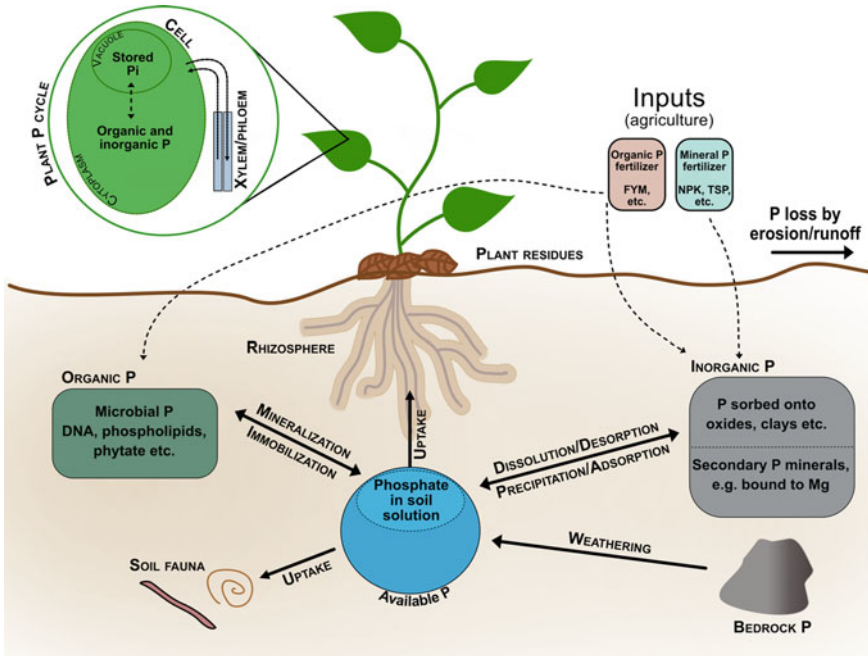 PLANT P CYCLE
CELL
VACUOLE
Stored
Pi
Organic and
inorganic P
CYTOPLASM
XYLEM/PHLOEM
Inputs
(agriculture)
Organic P
fertilizer
FYM,
etc.
Mineral P
fertilizer
NPK, TSP,
etc.
P loss by
erosion/runoff
PLANT RESIDUES
RHIZOSPHERE
ORGANIC P
Microbial P
DNA, phospholipids,
phytate etc.
MINERALIZATION
IMMOBILIZATION
UPTAKE
DISSOLUTION/DESORPTION
PRECIPITATION/ADSORPTION
INORGANIC P
P sorbed onto
oxides, clays etc.
Secondary P minerals,
e.g. bound to Mg
Phosphate
in soil
solution
Available P
WEATHERING
BEDROCK P
SOIL FAUNA
UPTAKE